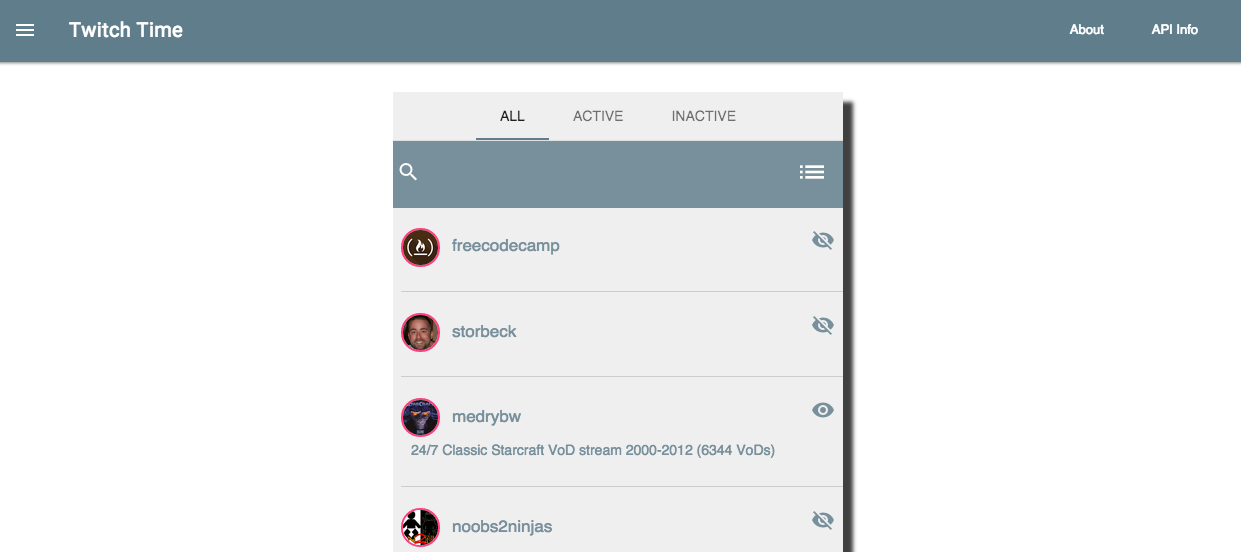 Twitch Time
About
API Info
ALL
ACTIVE
INACTIVE
freecodecamp
storbeck
medrybw
24/7 Classic Starcraft VoD stream 2000-2012 (6344 VoDs)
noobs2ninjas